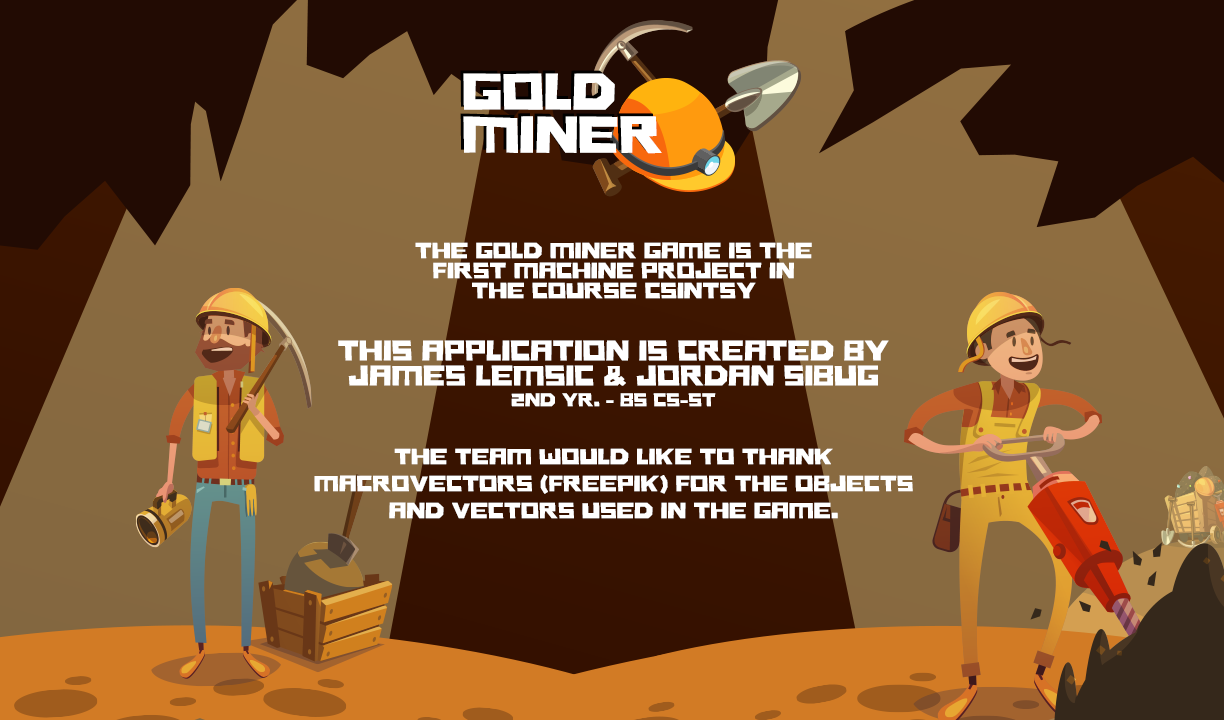 GOLD
MINER
THE GOLD MINER GAME IS THE
FIRST MACHINE PROJECT IN
THE COURSE CSINTSY
THIS APPLICATION IS CREATED BY
JAMES LEMSIC & JORDAN SIBUG
2ND YR. - BS CS-ST
THE TEAM WOULD LIKE TO THANK
MACROVECTORS (FREEPIK) FOR THE OBJECTS
AND VECTORS USED IN THE GAME.